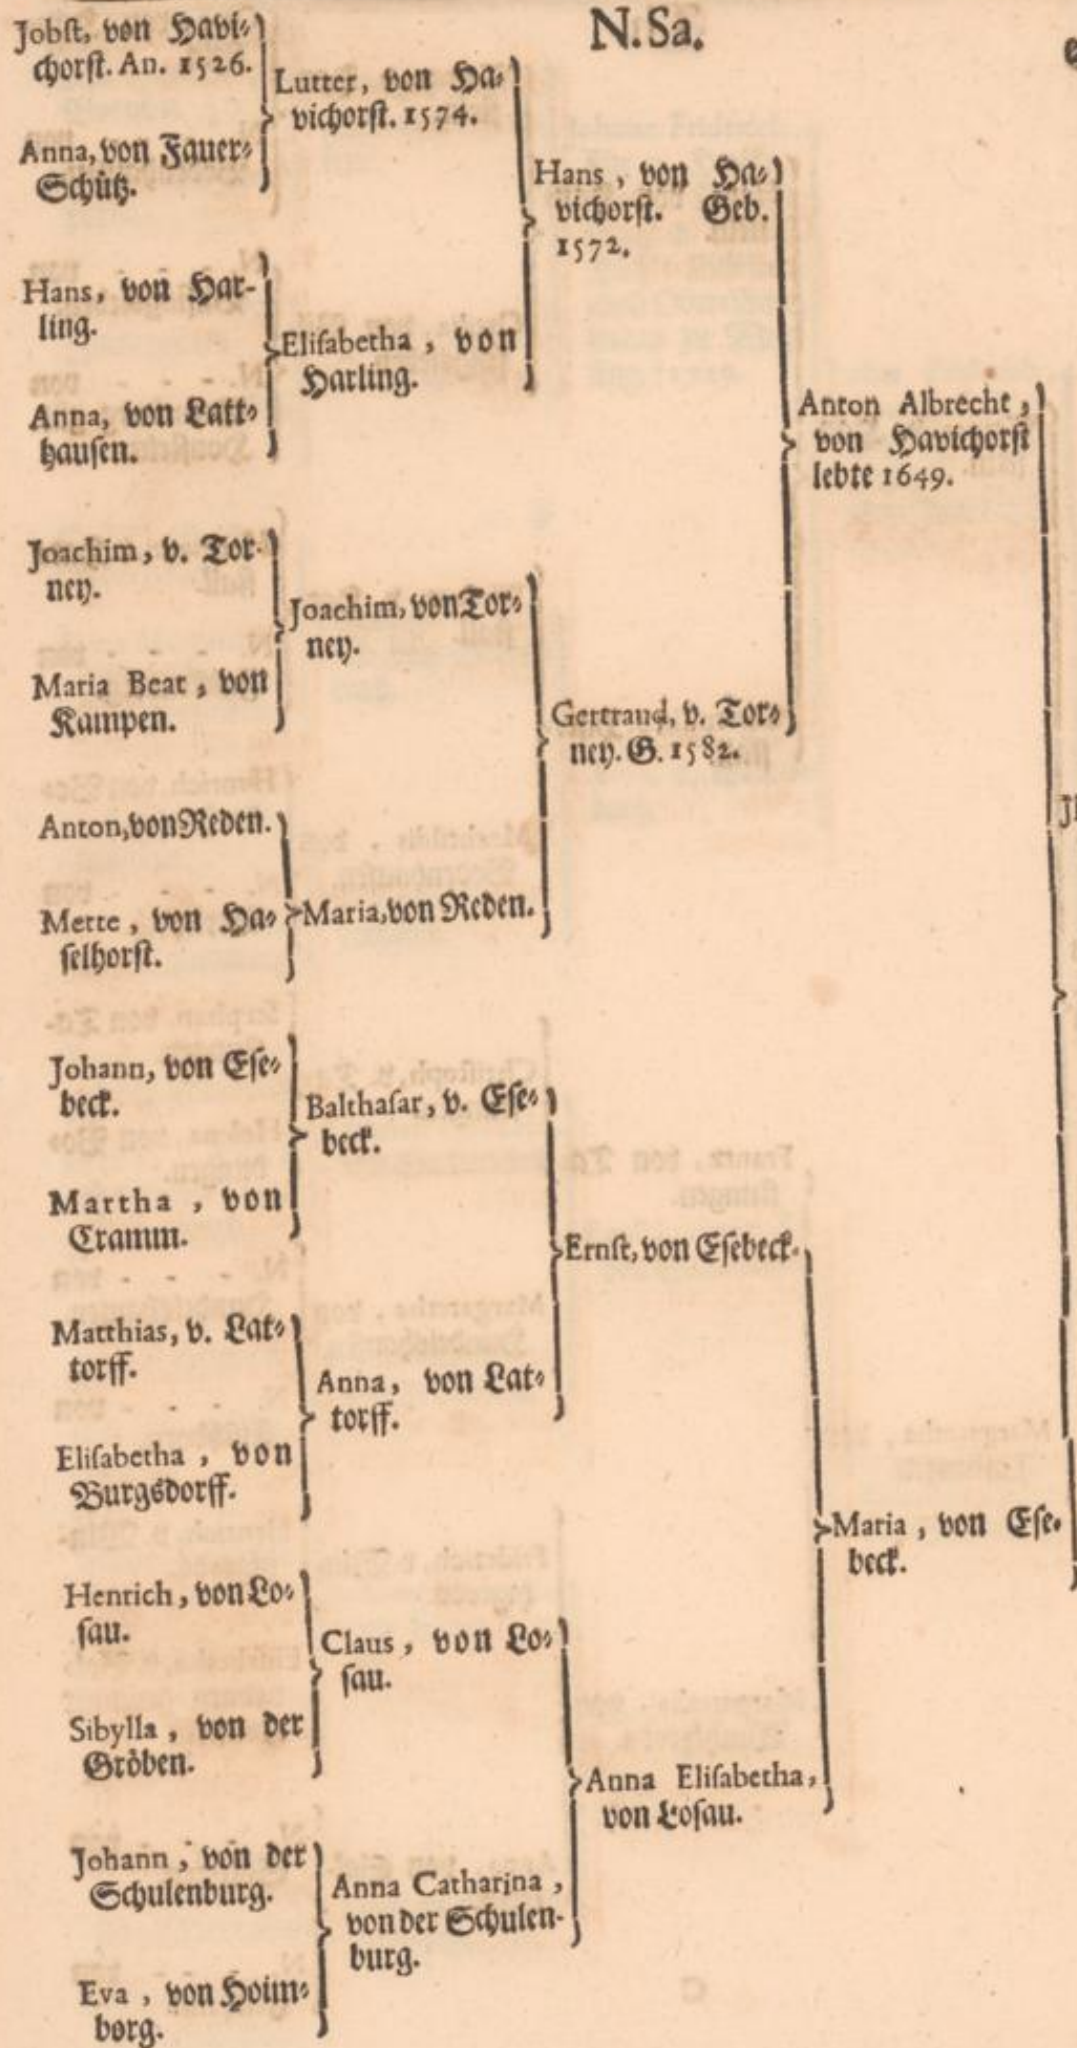 N. Sa.
Jobst, von Havi-
chorst. An. 1526.
Anna, von Fauer-
Schütz.
Hans, von Har-
ling.
Anna, von Latt-
hausen.
Joachim, v. Tor-
ney.
Maria Beat, von
Kampen.
Anton, von Reden.
Mette, von Ha-
selhorst.
Johann, von Ese-
beck.
Martha, von
Cramm.
Matthias, v. Lat-
torff.
Elisabetha, von
Burgsdorff.
Henrich, von Lo-
sau.
Sibylla, von der
Gröben.
Johann, von der
Schulenburg.
Eva, von Hoim-
borg.
Lutter, von Ha-
vichorst. 1574.
Elisabetha, von
Harling.
Joachim, von Tor-
ney.
Maria, von Reden.
Balthasar, v. Ese-
beck.
Anna, von Lat-
torff.
Claus, von Lo-
sau.
Anna Catharina,
von der Schulen-
burg.
Hans, von Ha-
vichorst. Geb.
1572.
Gertraud, v. Tor-
ney. G. 1582.
Ernst, von Esebeck.
Anna Elisabetha,
von Losau.
Anton Albrecht,
von Havichorst
lebte 1649.
Maria, von Ese-
beck.